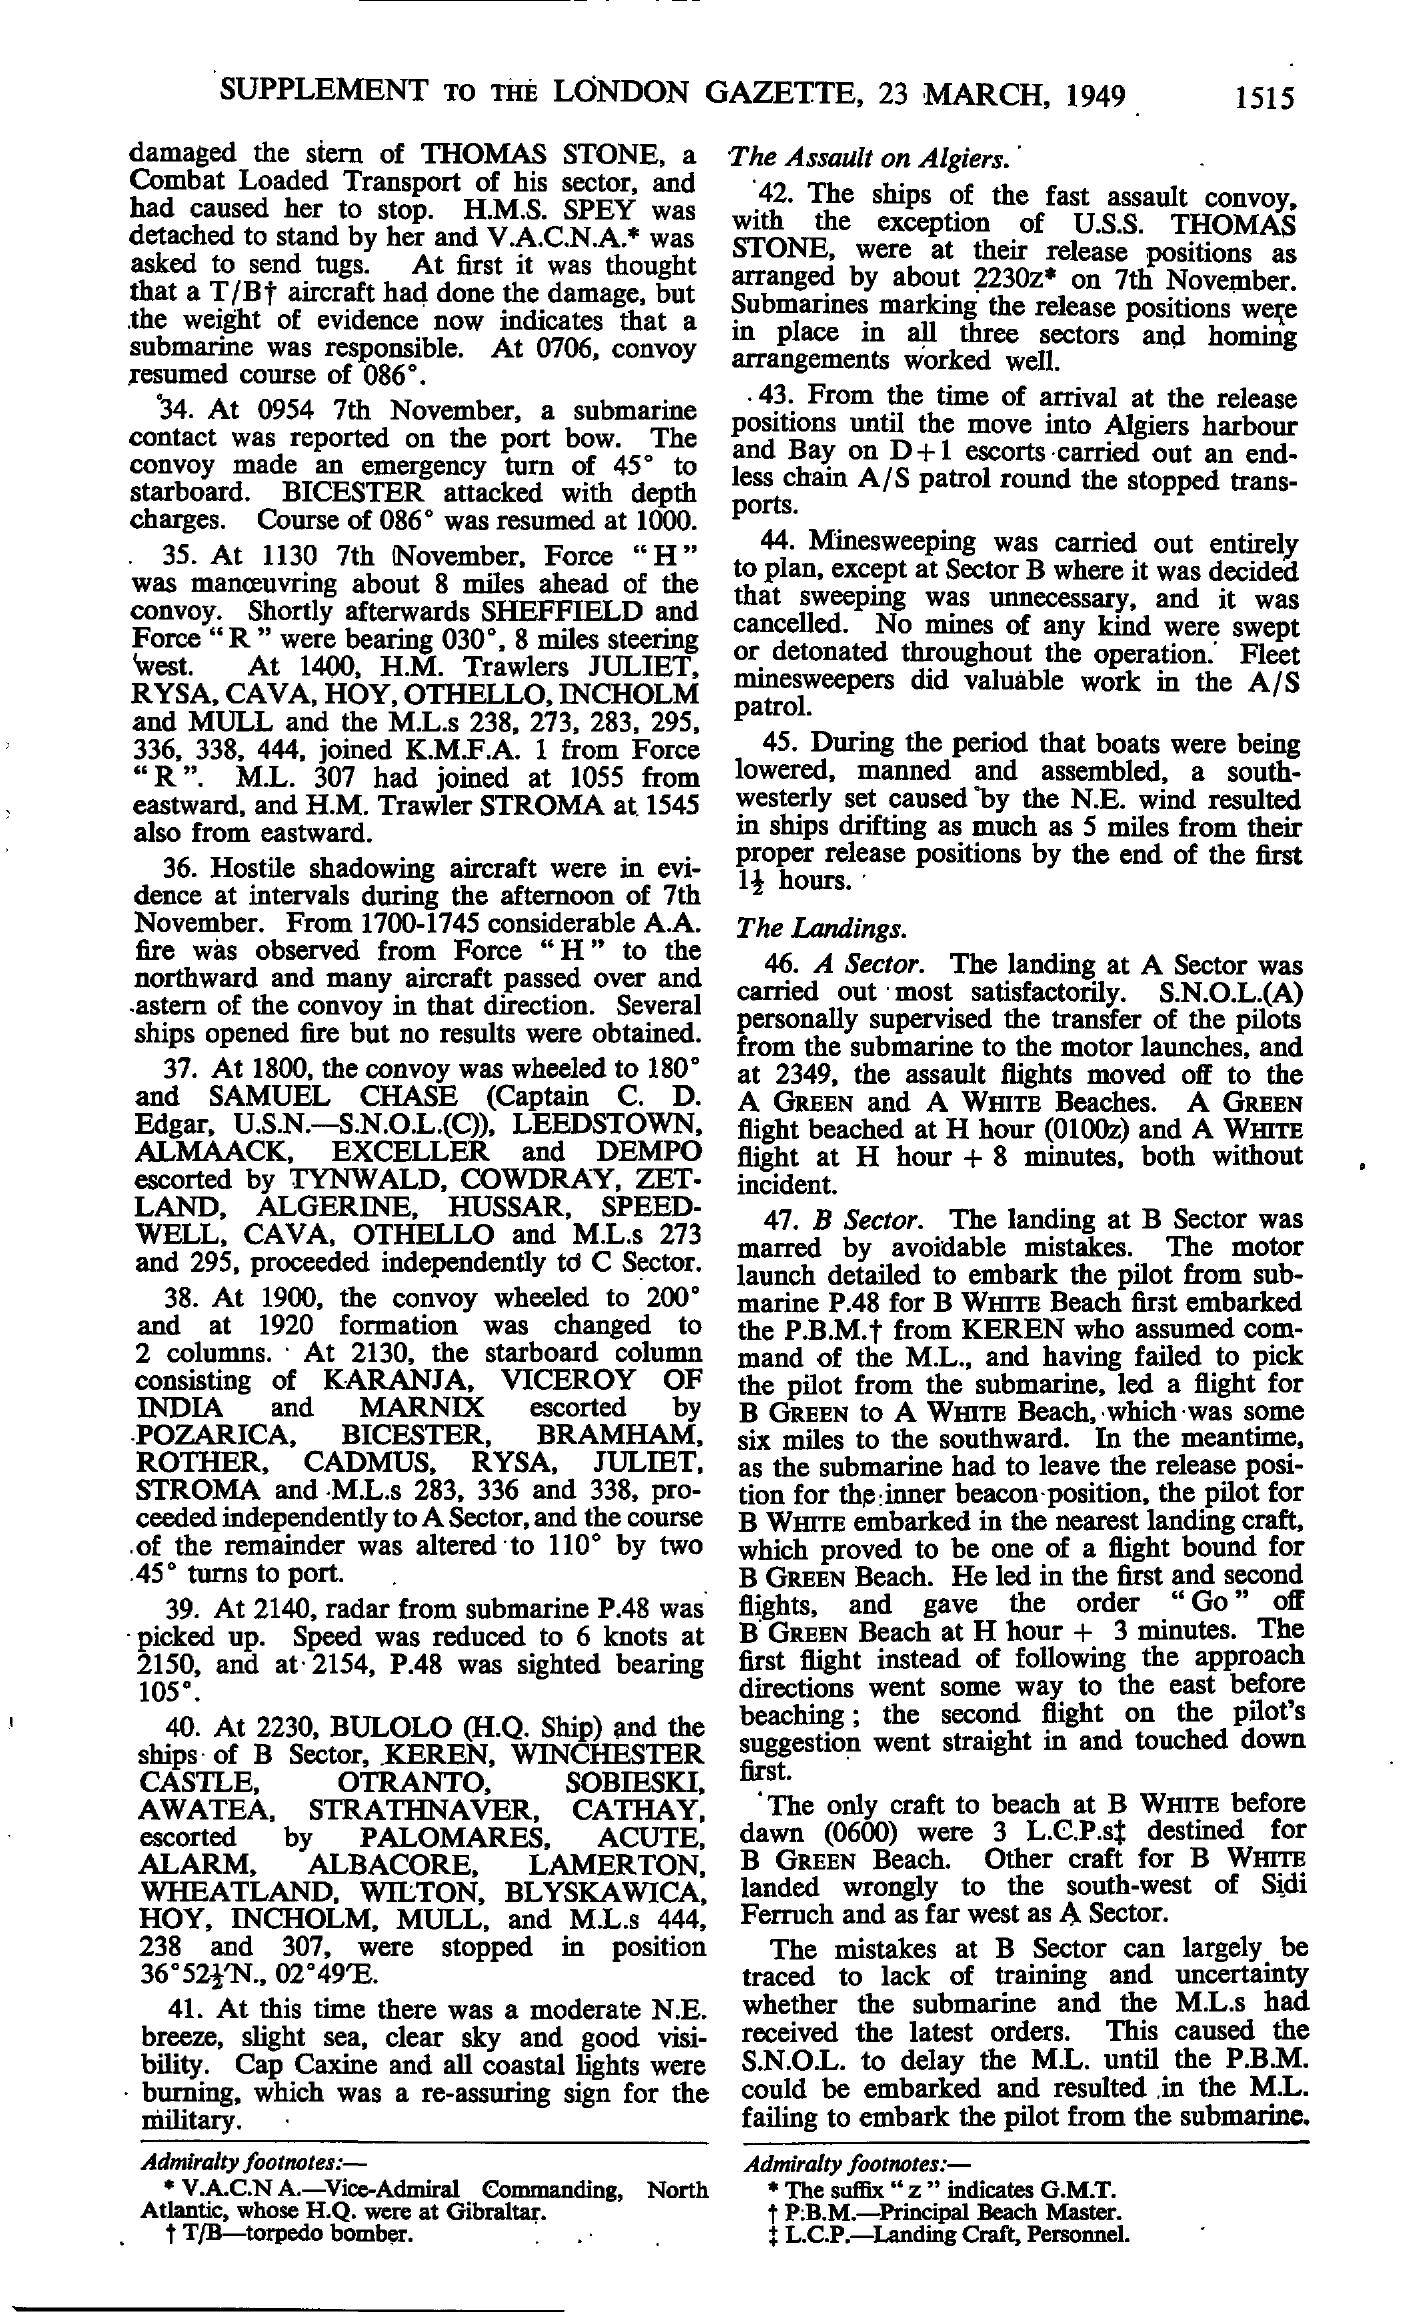 SUPPLEMENT TO THE LONDON GAZETTE, 23 MARCH, 1949 1515
damaged the stern of THOMAS STONE, a
Combat Loaded Transport of his sector, and
had caused her to stop. H.M.S. SPEY was
detached to stand by her and V.A.C.N.A.* was
asked to send tugs. At first it was thought
that a T/B† aircraft had done the damage, but
the weight of evidence now indicates that a
submarine was responsible. At 0706, convoy
resumed course of 086°.
34. At 0954 7th November, a submarine
contact was reported on the port bow. The
convoy made an emergency turn of 45° to
starboard. BICESTER attacked with depth
charges. Course of 086° was resumed at 1000.
35. At 1130 7th November, Force "H"
was manœuvring about 8 miles ahead of the
convoy. Shortly afterwards SHEFFIELD and
Force "R" were bearing 030°, 8 miles steering
west. At 1400, H.M. Trawlers JULIET,
RYSA, CAVA, HOY, OTHELLO, INCHOLM
and MULL and the M.L.s 238, 273, 283, 295,
336, 338, 444, joined K.M.F.A. 1 from Force
"R". M.L. 307 had joined at 1055 from
eastward, and H.M. Trawler STROMA at 1545
also from eastward.
36. Hostile shadowing aircraft were in evi-
dence at intervals during the afternoon of 7th
November. From 1700-1745 considerable A.A.
fire was observed from Force "H" to the
northward and many aircraft passed over and
astern of the convoy in that direction. Several
ships opened fire but no results were obtained.
37. At 1800, the convoy was wheeled to 180°
and SAMUEL CHASE (Captain C. D.
Edgar, U.S.N.—S.N.O.L.(C)), LEEDSTOWN,
ALMAACK, EXCELLER and DEMPO
escorted by TYNWALD, COWDRAY, ZET-
LAND, ALGERINE, HUSSAR, SPEED-
WELL, CAVA, OTHELLO and M.L.s 273
and 295, proceeded independently to C Sector.
38. At 1900, the convoy wheeled to 200°
and at 1920 formation was changed to
2 columns. At 2130, the starboard column
consisting of KARANJA, VICEROY OF
INDIA and MARNIX escorted by
POZARICA, BICESTER, BRAMHAM,
ROTHER, CADMUS, RYSA, JULIET,
STROMA and M.L.s 283, 336 and 338, pro-
ceeded independently to A Sector, and the course
of the remainder was altered to 110° by two
45° turns to port.
39. At 2140, radar from submarine P.48 was
picked up. Speed was reduced to 6 knots at
2150, and at 2154, P.48 was sighted bearing
105°.
40. At 2230, BULOLO (H.Q. Ship) and the
ships of B Sector, KEREN, WINCHESTER
CASTLE, OTRANTO, SOBIESKI,
AWATEA, STRATHNAVER, CATHAY,
escorted by PALOMARES, ACUTE,
ALARM, ALBACORE, LAMERTON,
WHEATLAND, WILTON, BLYSKAWICA,
HOY, INCHOLM, MULL, and M.L.s 444,
238 and 307, were stopped in position
36°52½'N., 02°49'E.
41. At this time there was a moderate N.E.
breeze, slight sea, clear sky and good visi-
bility. Cap Caxine and all coastal lights were
burning, which was a re-assuring sign for the
military.
Admiralty footnotes:—
* V.A.C.N A.—Vice-Admiral Commanding, North
Atlantic, whose H.Q. were at Gibraltar.
† T/B—torpedo bomber.
The Assault on Algiers.
42. The ships of the fast assault convoy,
with the exception of U.S.S. THOMAS
STONE, were at their release positions as
arranged by about 2230z* on 7th November.
Submarines marking the release positions were
in place in all three sectors and homing
arrangements worked well.
43. From the time of arrival at the release
positions until the move into Algiers harbour
and Bay on D+1 escorts carried out an end-
less chain A/S patrol round the stopped trans-
ports.
44. Minesweeping was carried out entirely
to plan, except at Sector B where it was decided
that sweeping was unnecessary, and it was
cancelled. No mines of any kind were swept
or detonated throughout the operation. Fleet
minesweepers did valuable work in the A/S
patrol.
45. During the period that boats were being
lowered, manned and assembled, a south-
westerly set caused by the N.E. wind resulted
in ships drifting as much as 5 miles from their
proper release positions by the end of the first
1½ hours.
The Landings.
46. A Sector. The landing at A Sector was
carried out most satisfactorily. S.N.O.L.(A)
personally supervised the transfer of the pilots
from the submarine to the motor launches, and
at 2349, the assault flights moved off to the
A GREEN and A WHITE Beaches. A GREEN
flight beached at H hour (0100z) and A WHITE
flight at H hour + 8 minutes, both without
incident.
47. B Sector. The landing at B Sector was
marred by avoidable mistakes. The motor
launch detailed to embark the pilot from sub-
marine P.48 for B WHITE Beach first embarked
the P.B.M.† from KEREN who assumed com-
mand of the M.L., and having failed to pick
the pilot from the submarine, led a flight for
B GREEN to A WHITE Beach, which was some
six miles to the southward. In the meantime,
as the submarine had to leave the release posi-
tion for the inner beacon position, the pilot for
B WHITE embarked in the nearest landing craft,
which proved to be one of a flight bound for
B GREEN Beach. He led in the first and second
flights, and gave the order "Go" off
B GREEN Beach at H hour + 3 minutes. The
first flight instead of following the approach
directions went some way to the east before
beaching; the second flight on the pilot's
suggestion went straight in and touched down
first.
The only craft to beach at B WHITE before
dawn (0600) were 3 L.C.P.s‡ destined for
B GREEN Beach. Other craft for B WHITE
landed wrongly to the south-west of Sidi
Ferruch and as far west as A Sector.
The mistakes at B Sector can largely be
traced to lack of training and uncertainty
whether the submarine and the M.L.s had
received the latest orders. This caused the
S.N.O.L. to delay the M.L. until the P.B.M.
could be embarked and resulted in the M.L.
failing to embark the pilot from the submarine.
Admiralty footnotes:—
* The suffix "z" indicates G.M.T.
† P.B.M.—Principal Beach Master.
‡ L.C.P.—Landing Craft, Personnel.